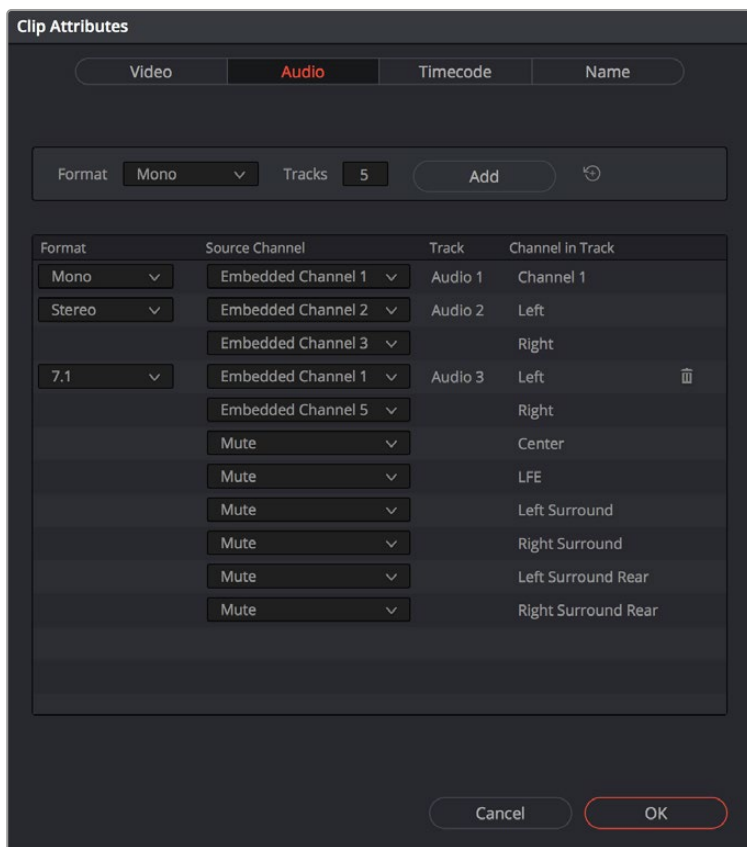 Clip Attributes
Video Audio Timecode Name
Format Mono Tracks 5 Add
Format Source Channel Track Channel in Track
Mono Embedded Channel 1 Audio 1 Channel 1
Stereo Embedded Channel 2 Audio 2 Left
Embedded Channel 3 Right
7.1 Embedded Channel 1 Audio 3 Left
Embedded Channel 5 Right
Mute Center
Mute LFE
Mute Left Surround
Mute Right Surround
Mute Left Surround Rear
Mute Right Surround Rear
Cancel OK